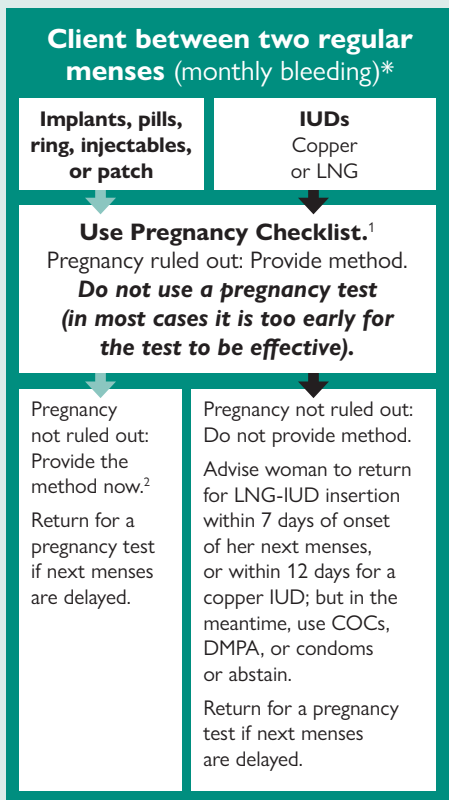 Client between two regular
menses (monthly bleeding)*
Implants, pills,
ring, injectables,
or patch
IUDs
Copper
or LNG
Use Pregnancy Checklist.1
Pregnancy ruled out: Provide method.
Do not use a pregnancy test
(in most cases it is too early for
the test to be effective).
Pregnancy
not ruled out:
Provide the
method now.2
Return for a
pregnancy test
if next menses
are delayed.
Pregnancy not ruled out:
Do not provide method.
Advise woman to return
for LNG-IUD insertion
within 7 days of onset
of her next menses,
or within 12 days for a
copper IUD; but in the
meantime, use COCs,
DMPA, or condoms
or abstain.
Return for a pregnancy
test if next menses
are delayed.